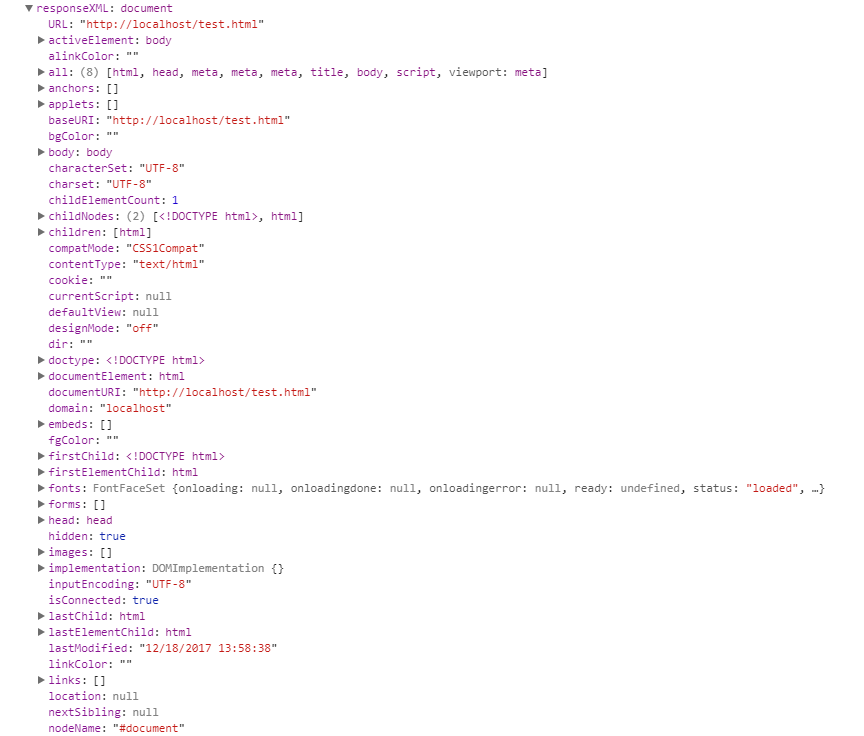 responseXML: document
URL: "http://localhost/test.html"
activeElement: body
alinkColor: ""
all: (8) [html, head, meta, meta, meta, title, body, script, viewport: meta]
anchors: []
applets: []
baseURI: "http://localhost/test.html"
bgColor: ""
body: body
characterSet: "UTF-8"
charset: "UTF-8"
childElementCount: 1
childNodes: (2) [<!DOCTYPE html>, html]
children: [html]
compatMode: "CSS1Compat"
contentType: "text/html"
cookie: ""
currentScript: null
defaultView: null
designMode: "off"
dir: ""
doctype: <!DOCTYPE html>
documentElement: html
documentURI: "http://localhost/test.html"
domain: "localhost"
embeds: []
fgColor: ""
firstChild: <!DOCTYPE html>
firstElementChild: html
fonts: FontFaceSet {onloading: null, onloadingdone: null, onloadingerror: null, ready: undefined, status: "loaded", …}
forms: []
head: head
hidden: true
images: []
implementation: DOMImplementation {}
inputEncoding: "UTF-8"
isConnected: true
lastChild: html
lastElementChild: html
lastModified: "12/18/2017 13:58:38"
linkColor: ""
links: []
location: null
nextSibling: null
nodeName: "#document"